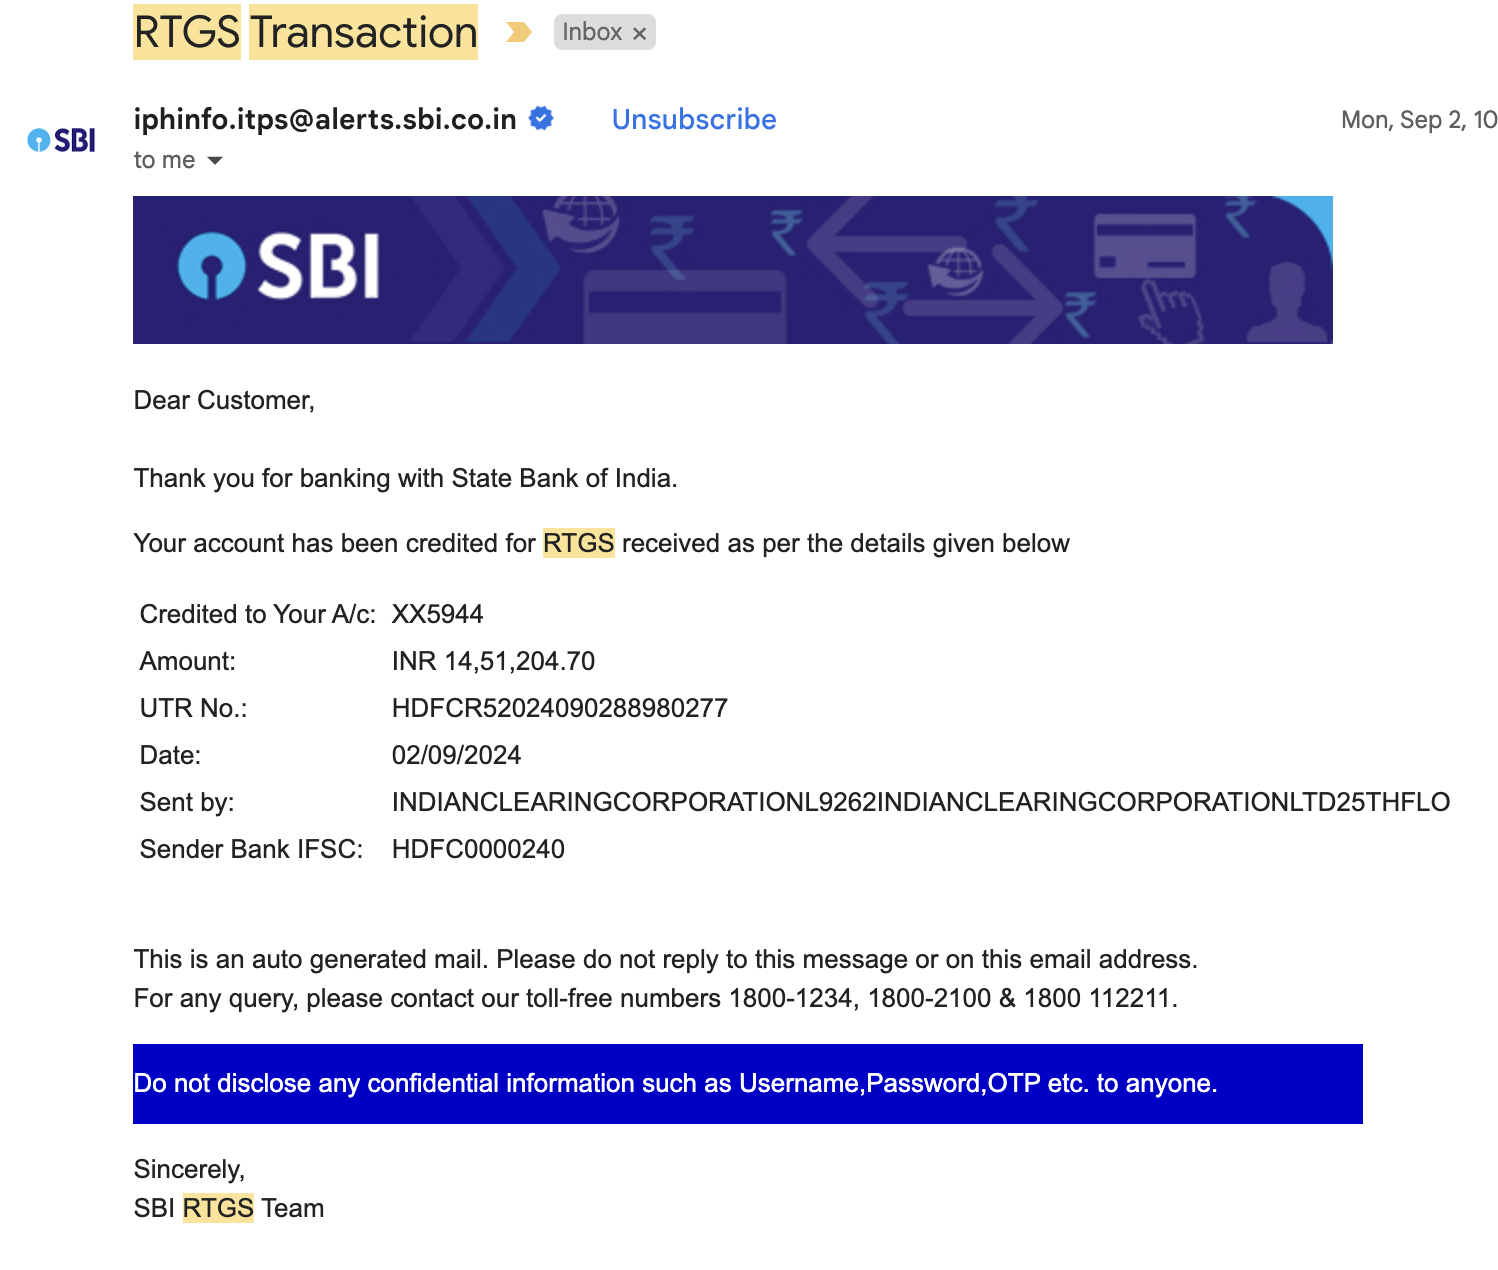 RTGS Transaction Inbox ×
iphinfo.itps@alerts.sbi.co.in Unsubscribe Mon, Sep 2, 10
SBI
to me
SBI
Dear Customer,
Thank you for banking with State Bank of India.
Your account has been credited for RTGS received as per the details given below
Credited to Your A/c: XX5944
Amount: INR 14,51,204.70
UTR No.: HDFCR52024090288980277
Date: 02/09/2024
Sent by: INDIANCLEARINGCORPORATIONL9262INDIANCLEARINGCORPORATIONLTD25THFLO
Sender Bank IFSC: HDFC0000240
This is an auto generated mail. Please do not reply to this message or on this email address.
For any query, please contact our toll-free numbers 1800-1234, 1800-2100 & 1800 112211.
Do not disclose any confidential information such as Username,Password,OTP etc. to anyone.
Sincerely,
SBI RTGS Team